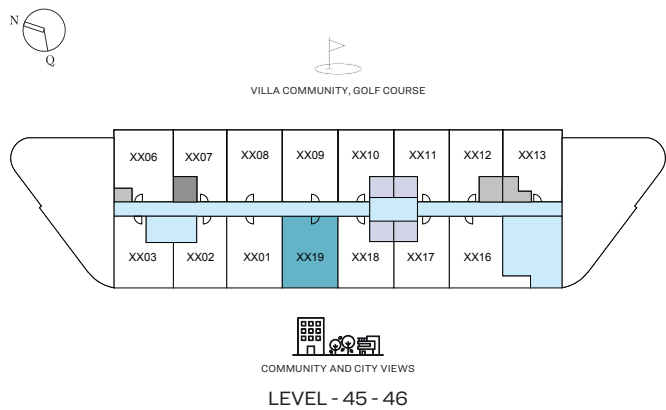 N
Q
VILLA COMMUNITY, GOLF COURSE
XX06 XX07 XX08 XX09 XX10 XX11 XX12 XX13
XX03 XX02 XX01 XX19 XX18 XX17 XX16
COMMUNITY AND CITY VIEWS
LEVEL - 45 - 46